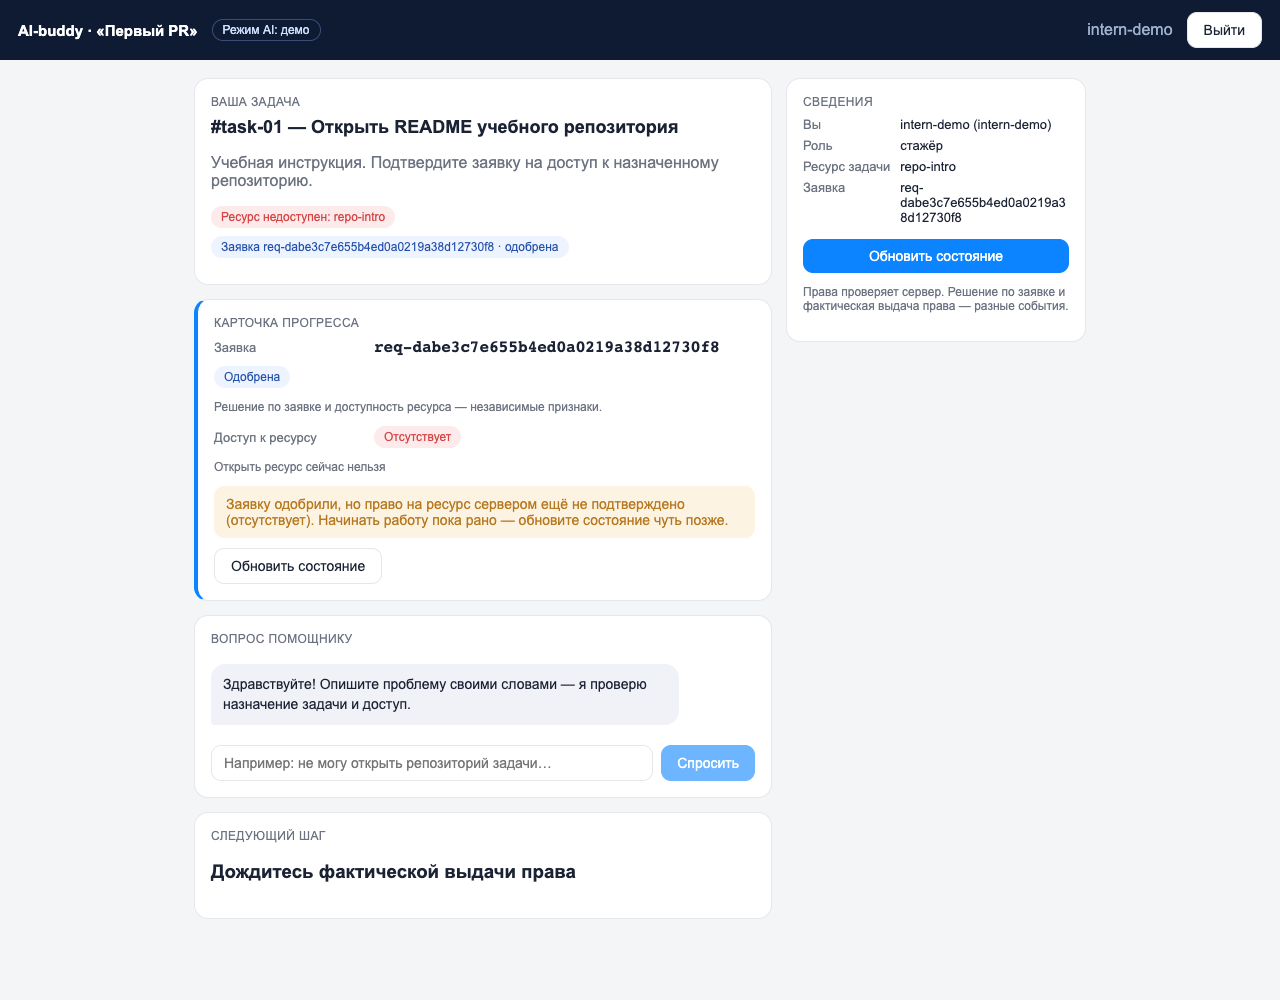 AI-buddy · «Первый PR»
Режим AI: демо
intern-demo
Выйти
ВАША ЗАДАЧА
#task-01 — Открыть README учебного репозитория
Учебная инструкция. Подтвердите заявку на доступ к назначенному
репозиторию.
Ресурс недоступен: repo-intro
Заявка req-dabe3c7e655b4ed0a0219a38d12730f8 · одобрена
КАРТОЧКА ПРОГРЕССА
Заявка req-dabe3c7e655b4ed0a0219a38d12730f8
Одобрена
Решение по заявке и доступность ресурса — независимые признаки.
Доступ к ресурсу Отсутствует
Открыть ресурс сейчас нельзя
Заявку одобрили, но право на ресурс сервером ещё не подтверждено
(отсутствует). Начинать работу пока рано — обновите состояние чуть позже.
Обновить состояние
ВОПРОС ПОМОЩНИКУ
Здравствуйте! Опишите проблему своими словами — я проверю
назначение задачи и доступ.
Например: не могу открыть репозиторий задачи…
Спросить
СЛЕДУЮЩИЙ ШАГ
Дождитесь фактической выдачи права
СВЕДЕНИЯ
Вы intern-demo (intern-demo)
Роль стажёр
Ресурс задачи repo-intro
Заявка req-
dabe3c7e655b4ed0a0219a3
8d12730f8
Обновить состояние
Права проверяет сервер. Решение по заявке и
фактическая выдача права — разные события.